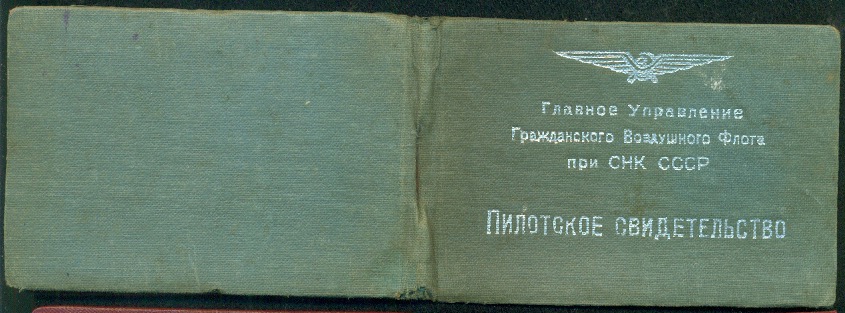 Главное Управление
Гражданского Воздушного Флота
при СНК СССР
Пилотское свидетельство